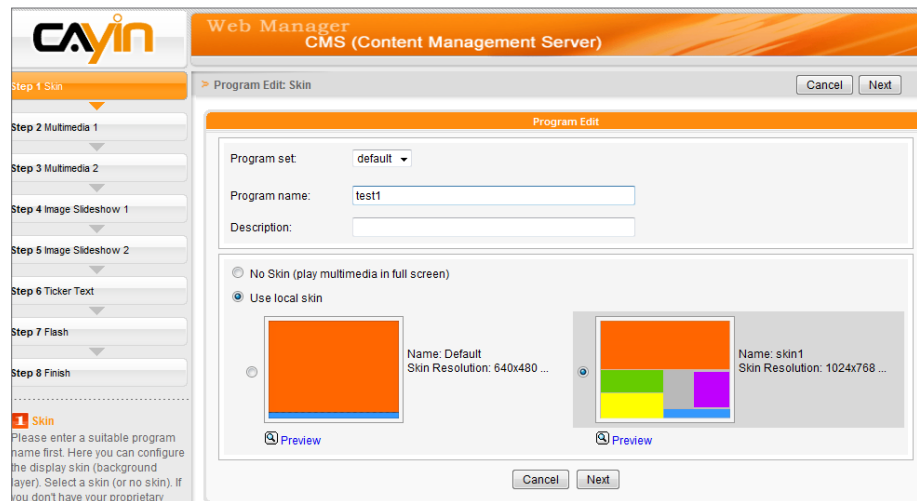 CAYIN
Web Manager
CMS (Content Management Server)
Step 1 Skin
Step 2 Multimedia 1
Step 3 Multimedia 2
Step 4 Image Slideshow 1
Step 5 Image Slideshow 2
Step 6 Ticker Text
Step 7 Flash
Step 8 Finish
1 Skin
Please enter a suitable program
name first. Here you can configure
the display skin (background
layer). Select a skin (or no skin). If
you don't have your proprietary
> Program Edit: Skin
Cancel Next
Program Edit
Program set: default
Program name: test1
Description:
No Skin (play multimedia in full screen)
Use local skin
Name: Default
Skin Resolution: 640x480 ...
Preview
Name: skin1
Skin Resolution: 1024x768 ...
Preview
Cancel Next